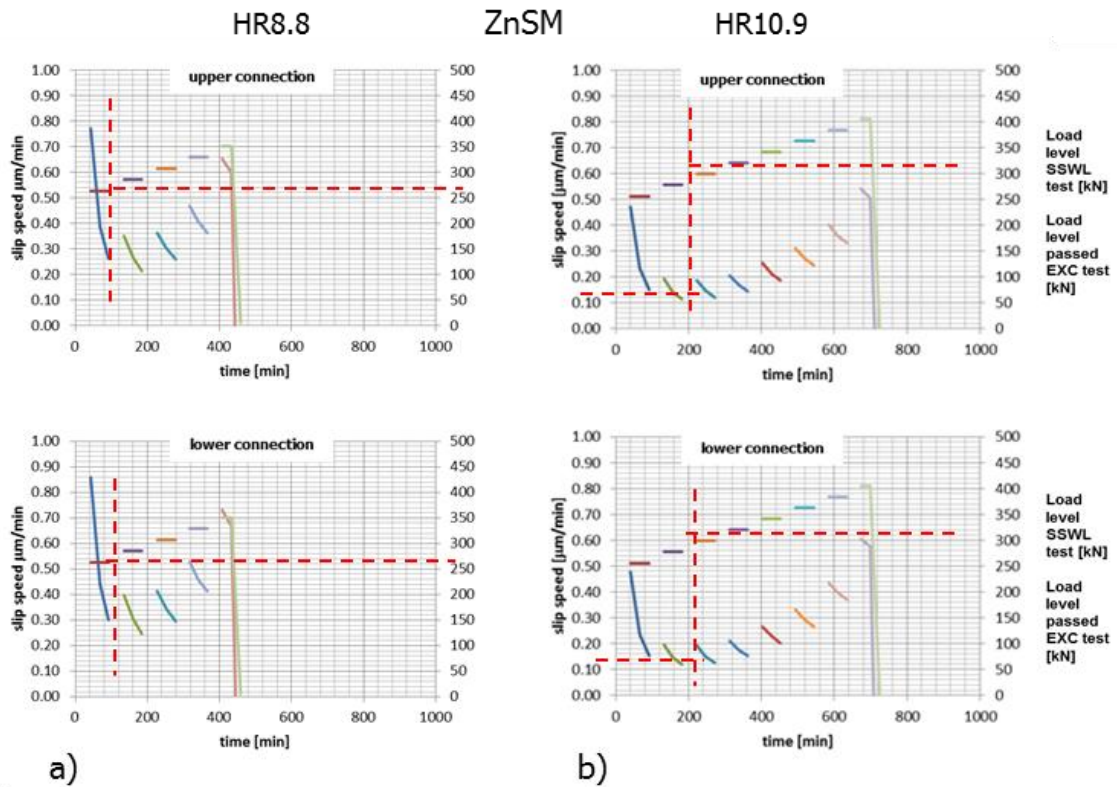 HR8.8 ZnSM HR10.9
upper connection
slip speed µm/min
1.00
0.90
0.80
0.70
0.60
0.50
0.40
0.30
0.20
0.10
0.00
500
450
400
350
300
250
200
150
100
50
0
0 200 400 600 800 1000
time [min]
upper connection
slip speed [µm/min]
1.00
0.90
0.80
0.70
0.60
0.50
0.40
0.30
0.20
0.10
0.00
500
450
400
350
300
250
200
150
100
50
0
0 200 400 600 800 1000
time [min]
Load
level
SSWL
test [kN]
Load
level
passed
EXC test
[kN]
lower connection
slip speed µm/min
1.00
0.90
0.80
0.70
0.60
0.50
0.40
0.30
0.20
0.10
0.00
500
450
400
350
300
250
200
150
100
50
0
0 200 400 600 800 1000
time [min]
lower connection
slip speed [µm/min]
1.00
0.90
0.80
0.70
0.60
0.50
0.40
0.30
0.20
0.10
0.00
500
450
400
350
300
250
200
150
100
50
0
0 200 400 600 800 1000
time [min]
Load
level
SSWL
test [kN]
Load
level
passed
EXC test
[kN]
a) b)